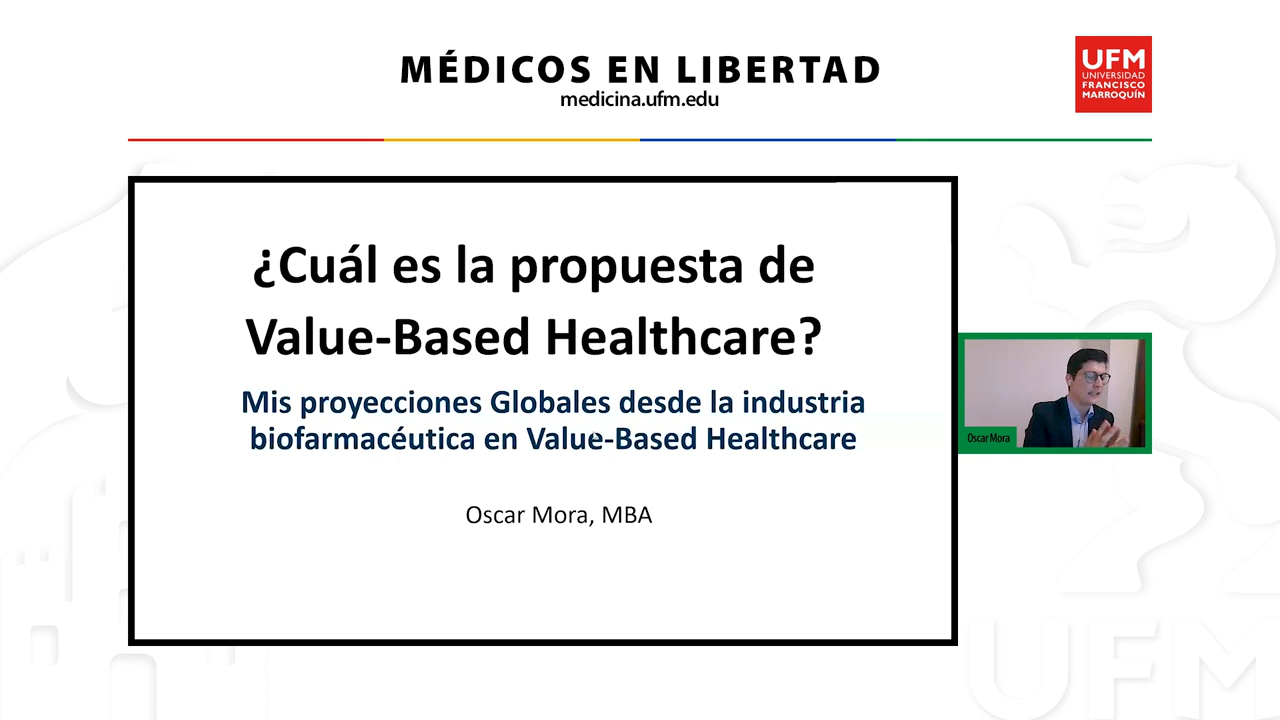 MÉDICOS EN LIBERTAD
medicina.ufm.edu
UFM
UNIVERSIDAD
FRANCISCO
MARROQUÍN
¿Cuál es la propuesta de
Value-Based Healthcare?
Mis proyecciones Globales desde la industria
biofarmacéutica en Value-Based Healthcare
Oscar Mora, MBA
Oscar Mora
UFM